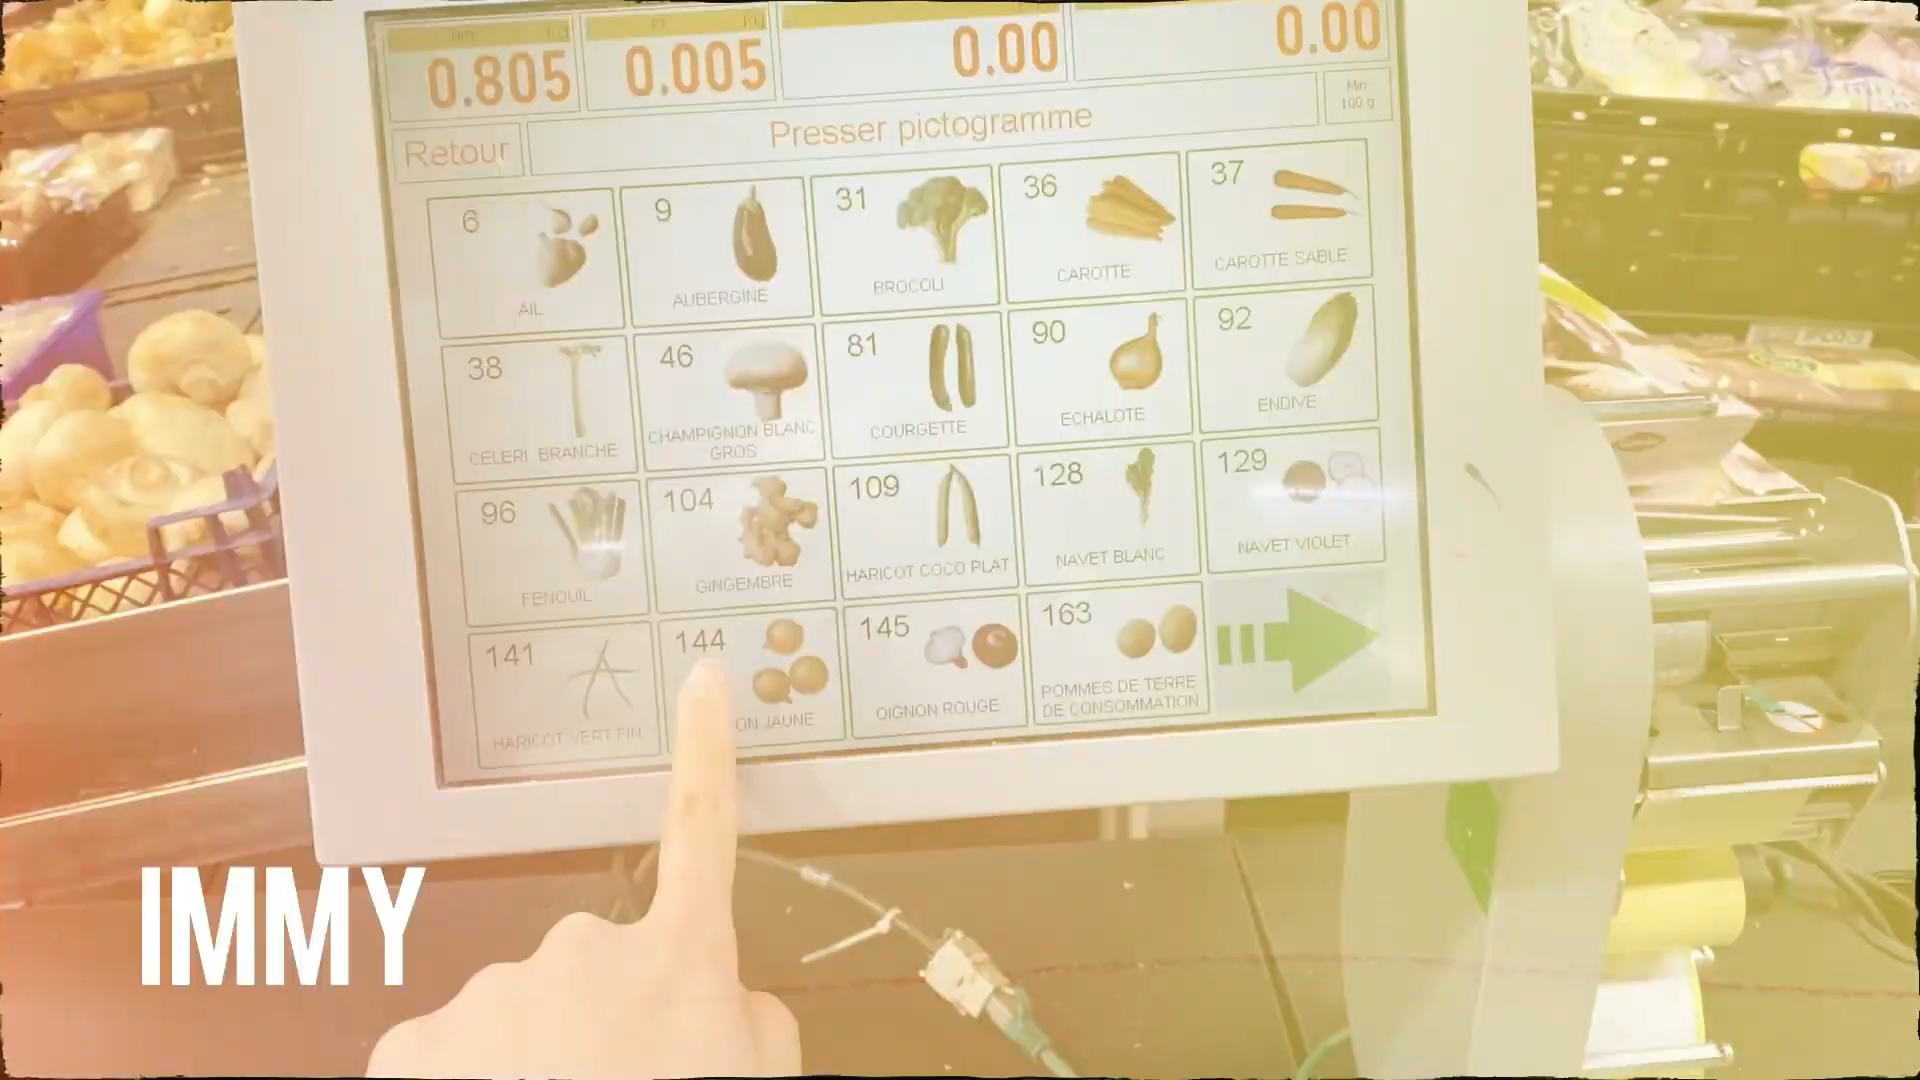 0.805 0.005 0.00 0.00
Retour
Presser pictogramme
Min
100 g
6
AIL
9
AUBERGINE
31
BROCOLI
36
CAROTTE
37
CAROTTE SABLE
38
CELERI BRANCHE
46
CHAMPIGNON BLANC
GROS
81
COURGETTE
90
ECHALOTE
92
ENDIVE
96
FENOUIL
104
GINGEMBRE
109
HARICOT COCO PLAT
128
NAVET BLANC
129
NAVET VIOLET
141
HARICOT VERT FIN
144
ON JAUNE
145
OIGNON ROUGE
163
POMMES DE TERRE
DE CONSOMMATION
IMMY